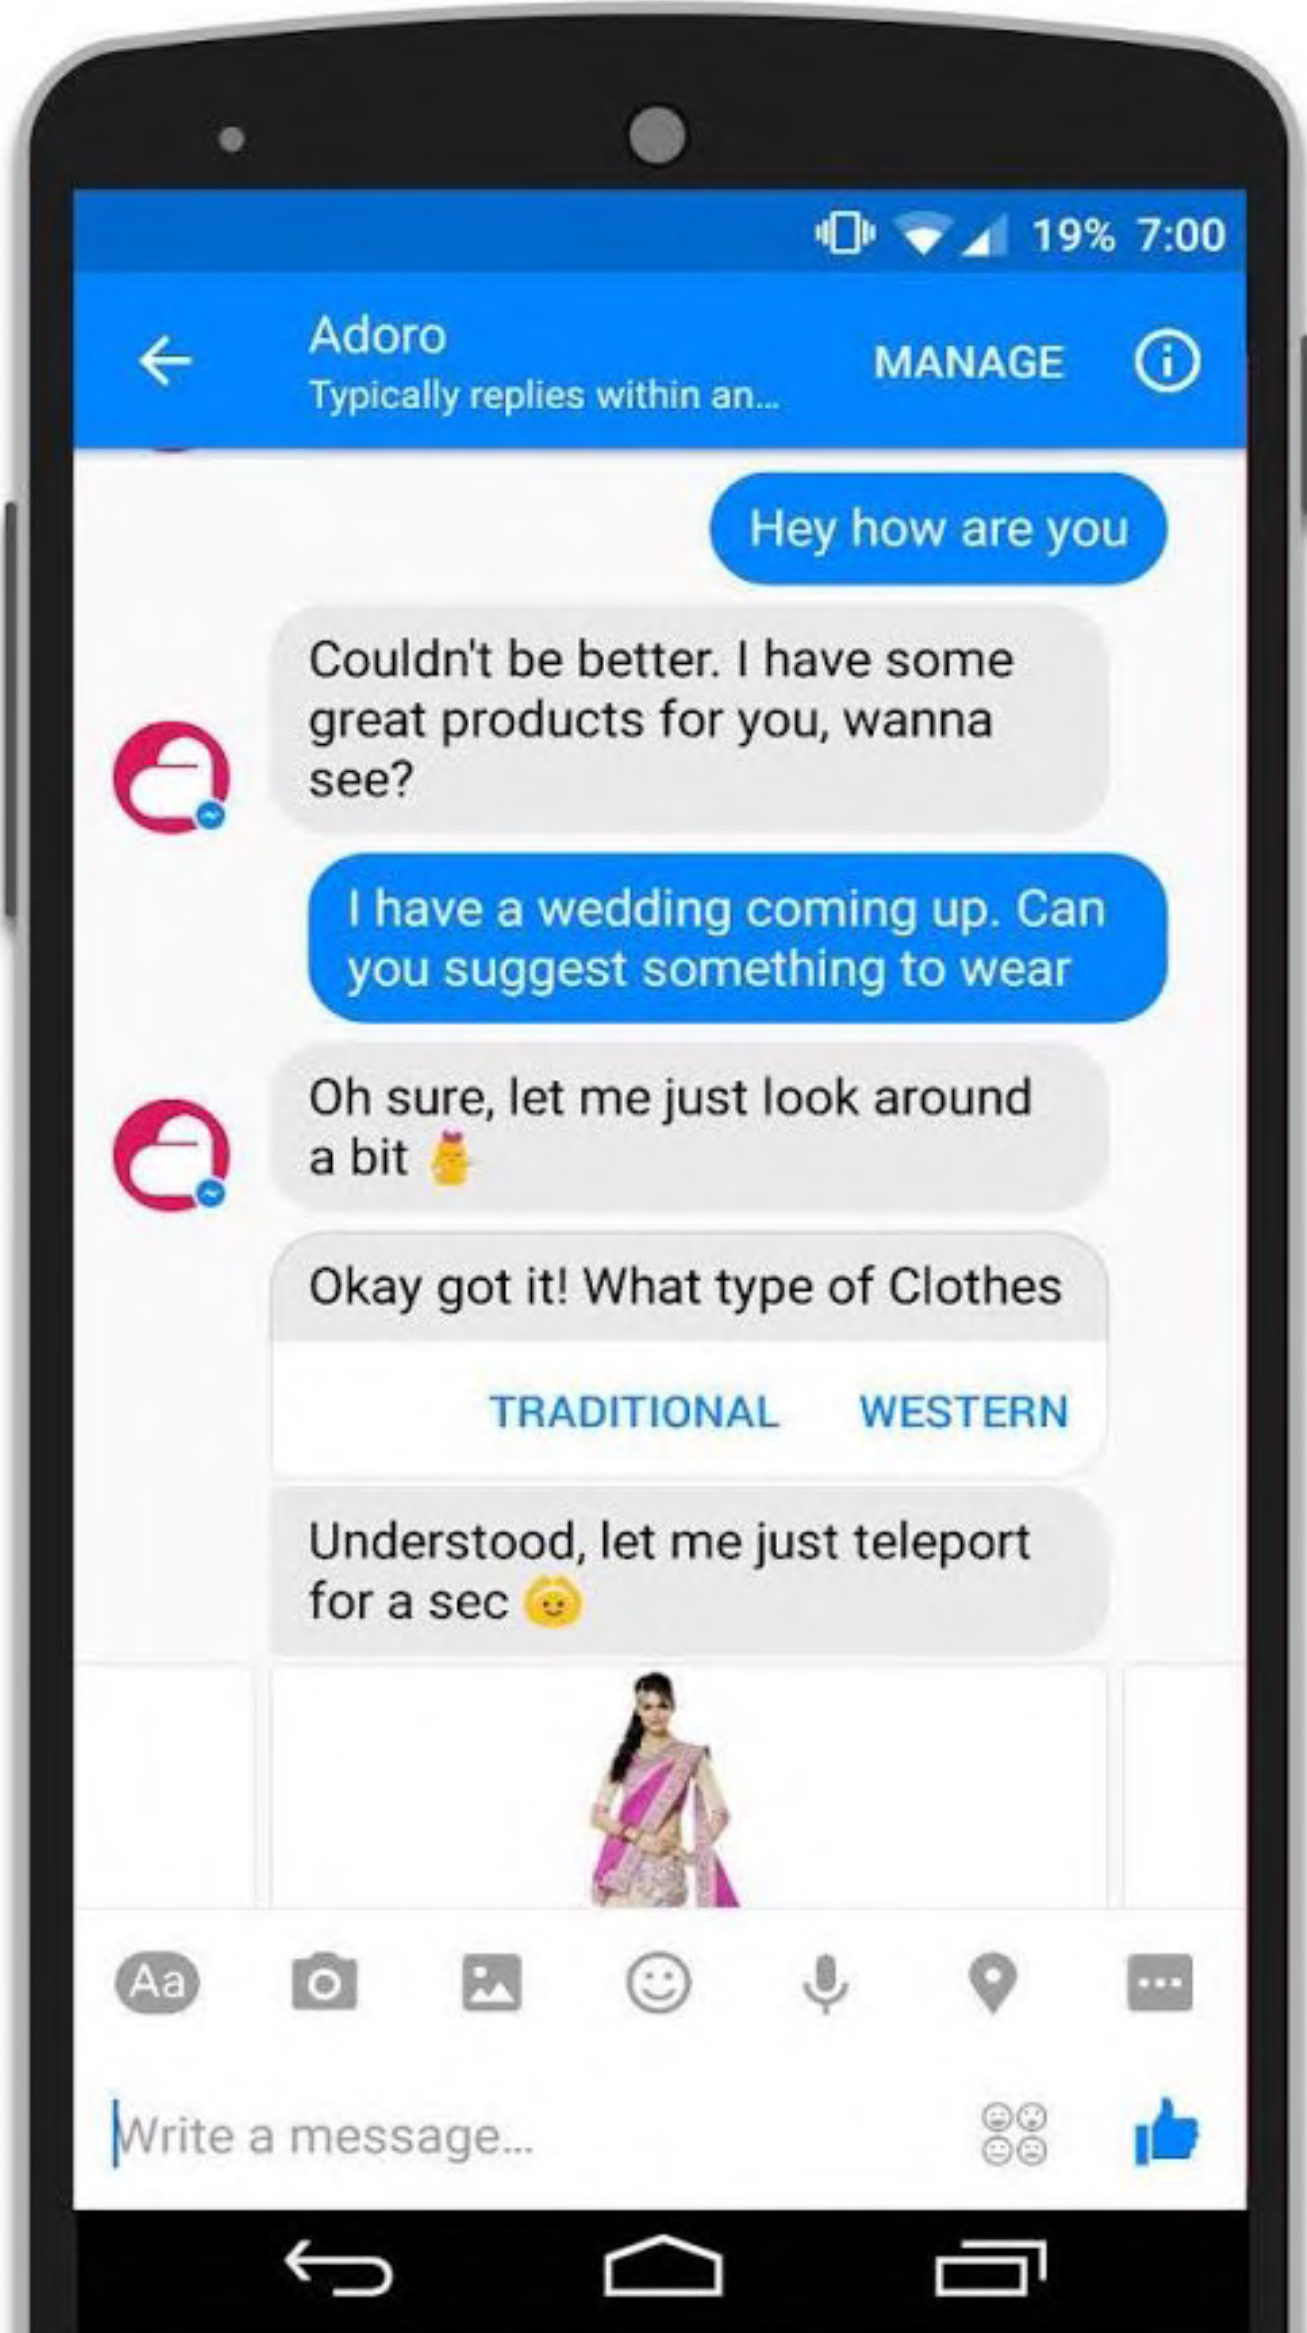 19% 7:00
Adoro
Typically replies within an...
MANAGE
Hey how are you
Couldn't be better. I have some
great products for you, wanna
see?
I have a wedding coming up. Can
you suggest something to wear
Oh sure, let me just look around
a bit
Okay got it! What type of Clothes
TRADITIONAL WESTERN
Understood, let me just teleport
for a sec
Aa
Write a message...